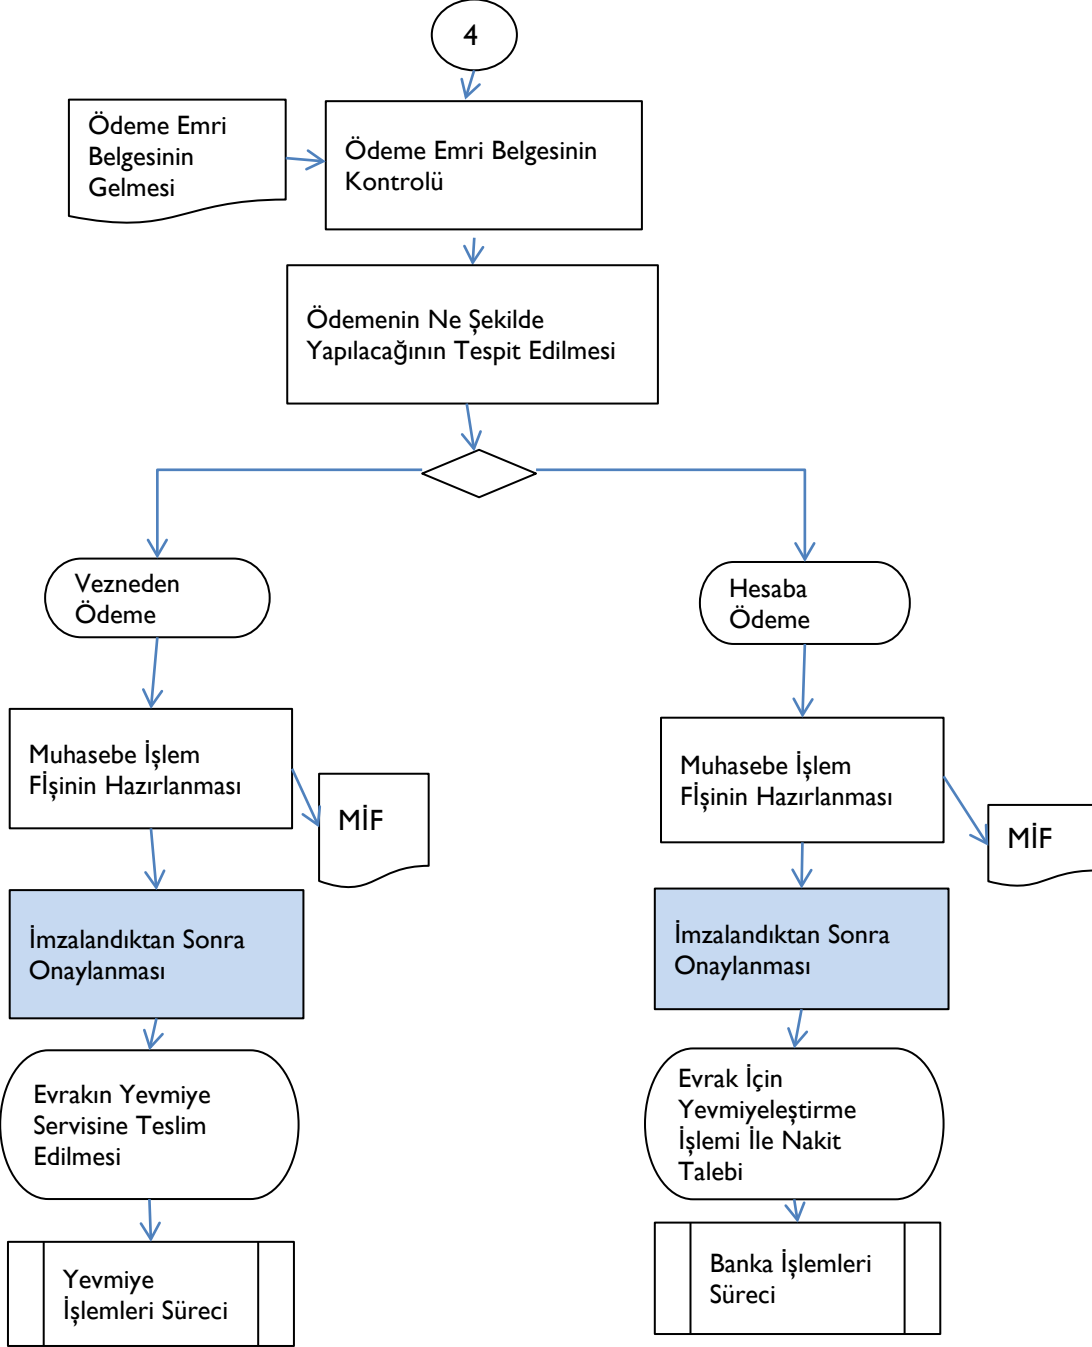 4
Ödeme Emri
Belgesinin
Gelmesi
Ödeme Emri Belgesinin
Kontrolü
Ödemenin Ne Şekilde
Yapılacağının Tespit Edilmesi
Vezneden
Ödeme
Hesaba
Ödeme
Muhasebe İşlem
Fİşinin Hazırlanması
MİF
Muhasebe İşlem
Fİşinin Hazırlanması
MİF
İmzalandıktan Sonra
Onaylanması
İmzalandıktan Sonra
Onaylanması
Evrakın Yevmiye
Servisine Teslim
Edilmesi
Evrak İçin
Yevmiyeleştirme
İşlemi İle Nakit
Talebi
Yevmiye
İşlemleri Süreci
Banka İşlemleri
Süreci